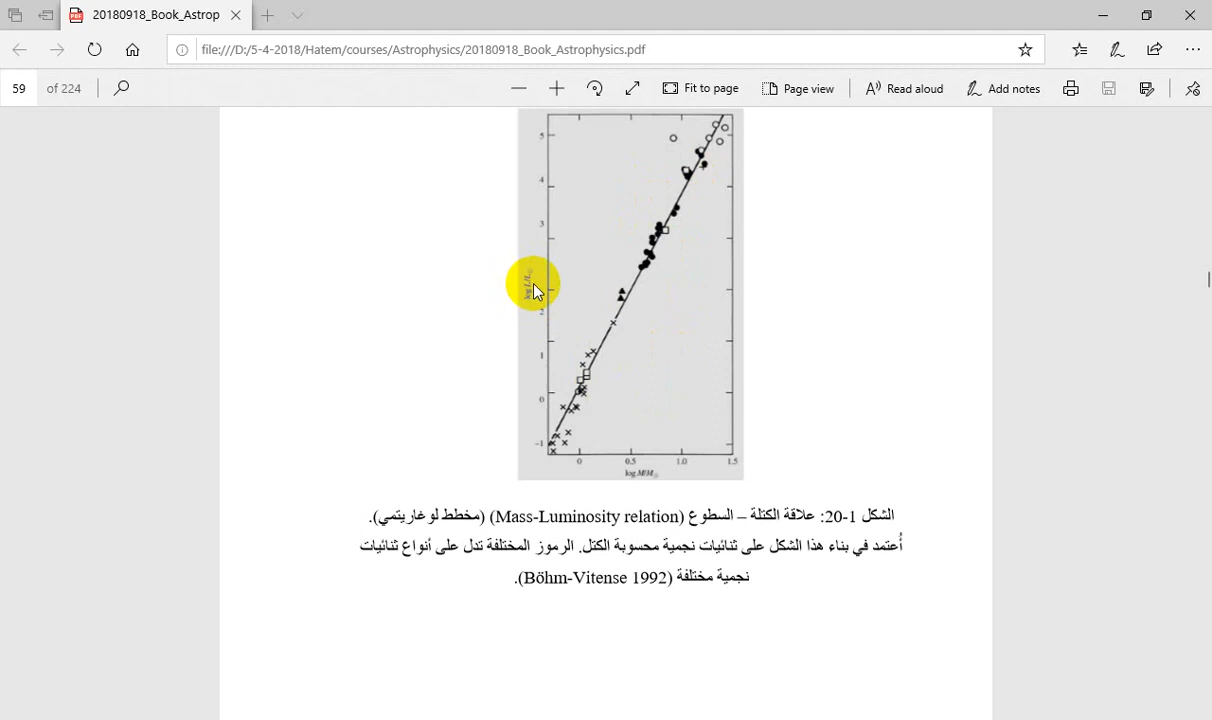 20180918_Book_Astrop
file:///D:/5-4-2018/Hatem/courses/Astrophysics/20180918_Book_Astrophysics.pdf
59 of 224
Fit to page
Page view
Read aloud
Add notes
5
4
3
log L/L☉
2
1
0
-1
0 0.5 1.0 1.5
log M/M☉
الشكل 1-20: علاقة الكتلة – السطوع (Mass-Luminosity relation) (مخطط لوغاريتمي).
أُعتمد في بناء هذا الشكل على ثنائيات نجمية محسوبة الكتل. الرموز المختلفة تدل على أنواع ثنائيات
نجمية مختلفة (Böhm-Vitense 1992).